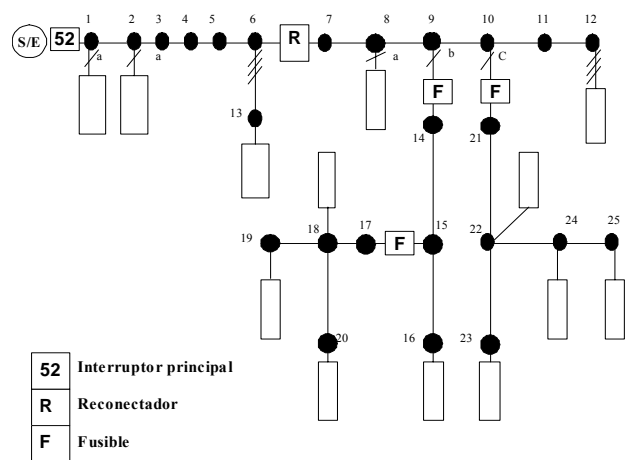 1 2 3 4 5 6 7 8 9 10 11 12
S/E 52 R
a a a b C
F F
13 14 21
19 18 17 F 15 22 24 25
20 16 23
52 Interruptor principal
R Reconectador
F Fusible